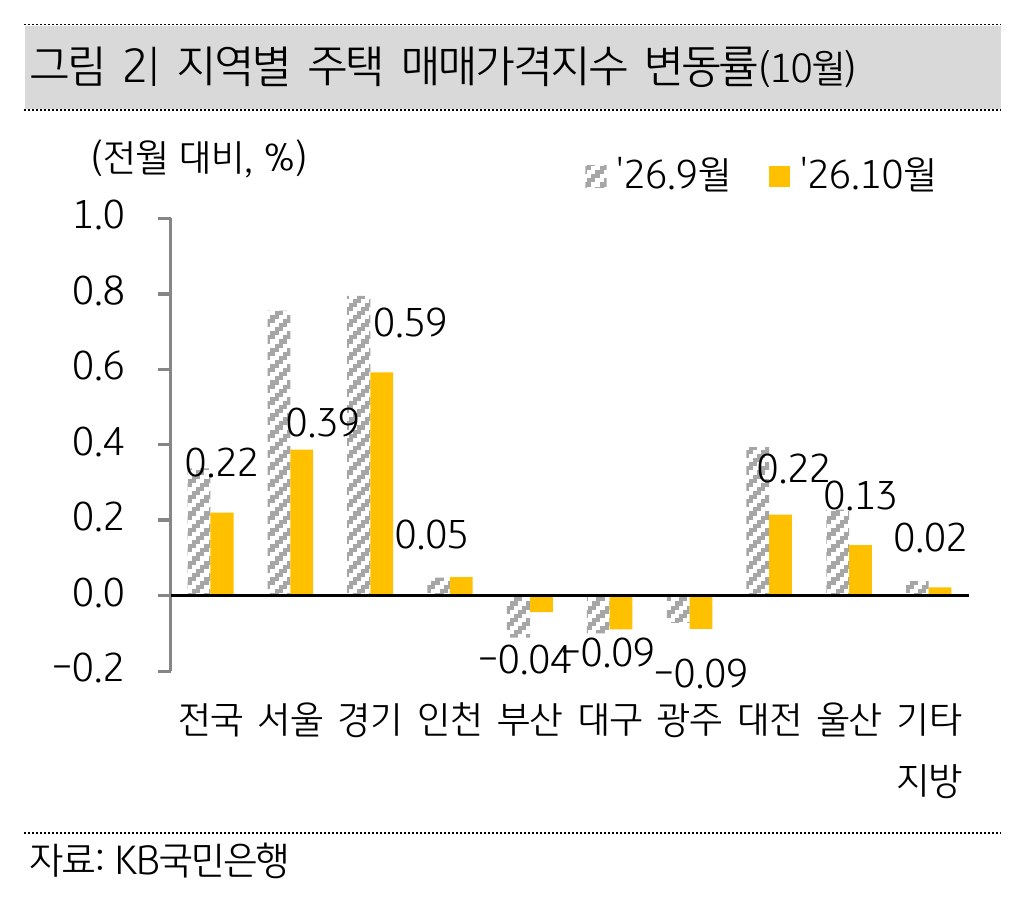 그림 2| 지역별 주택 매매가격지수 변동률(10월)
(전월 대비, %)
'26.9월 '26.10월
1.0
0.8
0.6
0.4
0.2
0.0
-0.2
0.22
0.39
0.59
0.05
-0.04
-0.09
-0.09
0.22
0.13
0.02
전국 서울 경기 인천 부산 대구 광주 대전 울산 기타
지방
자료: KB국민은행